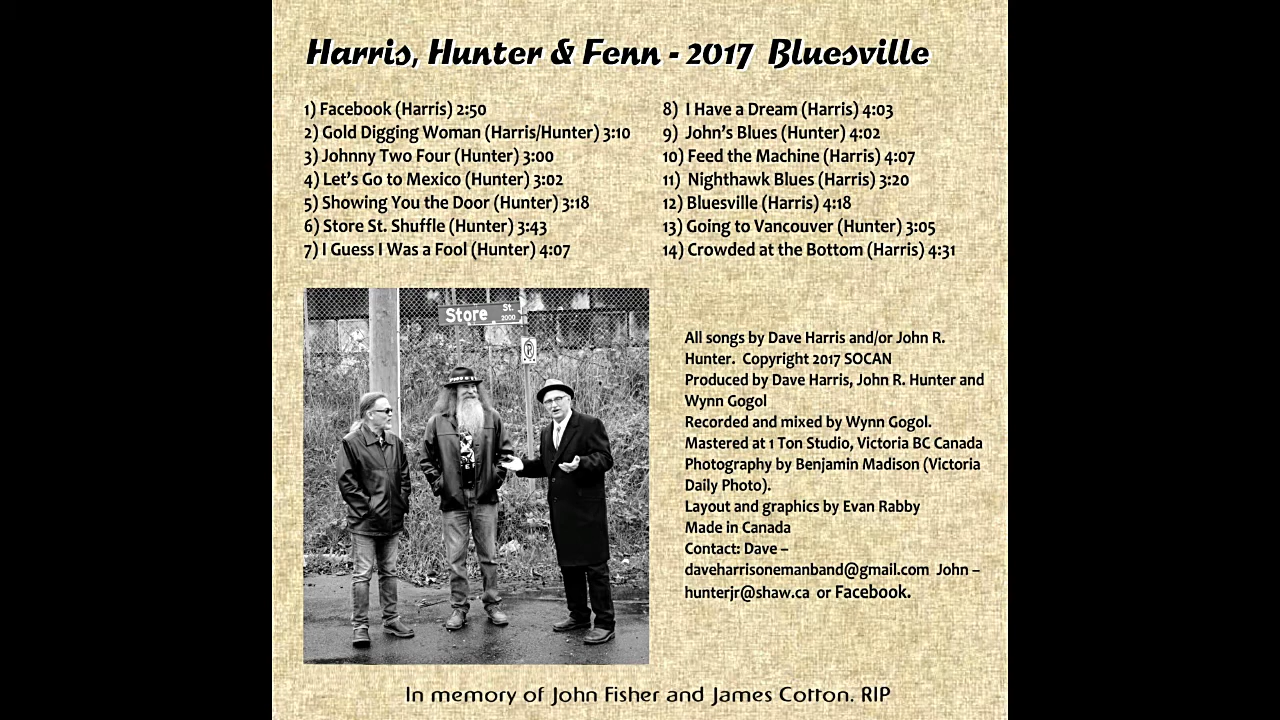 Harris, Hunter & Fenn - 2017 Bluesville
1) Facebook (Harris) 2:50
2) Gold Digging Woman (Harris/Hunter) 3:10
3) Johnny Two Four (Hunter) 3:00
4) Let's Go to Mexico (Hunter) 3:02
5) Showing You the Door (Hunter) 3:18
6) Store St. Shuffle (Hunter) 3:43
7) I Guess I Was a Fool (Hunter) 4:07
8) I Have a Dream (Harris) 4:03
9) John's Blues (Hunter) 4:02
10) Feed the Machine (Harris) 4:07
11) Nighthawk Blues (Harris) 3:20
12) Bluesville (Harris) 4:18
13) Going to Vancouver (Hunter) 3:05
14) Crowded at the Bottom (Harris) 4:31
Store St.
2000
All songs by Dave Harris and/or John R.
Hunter. Copyright 2017 SOCAN
Produced by Dave Harris, John R. Hunter and
Wynn Gogol
Recorded and mixed by Wynn Gogol.
Mastered at 1 Ton Studio, Victoria BC Canada
Photography by Benjamin Madison (Victoria
Daily Photo).
Layout and graphics by Evan Rabby
Made in Canada
Contact: Dave –
daveharrisonemanband@gmail.com John –
hunterjr@shaw.ca or Facebook.
In memory of John Fisher and James Cotton. RIP